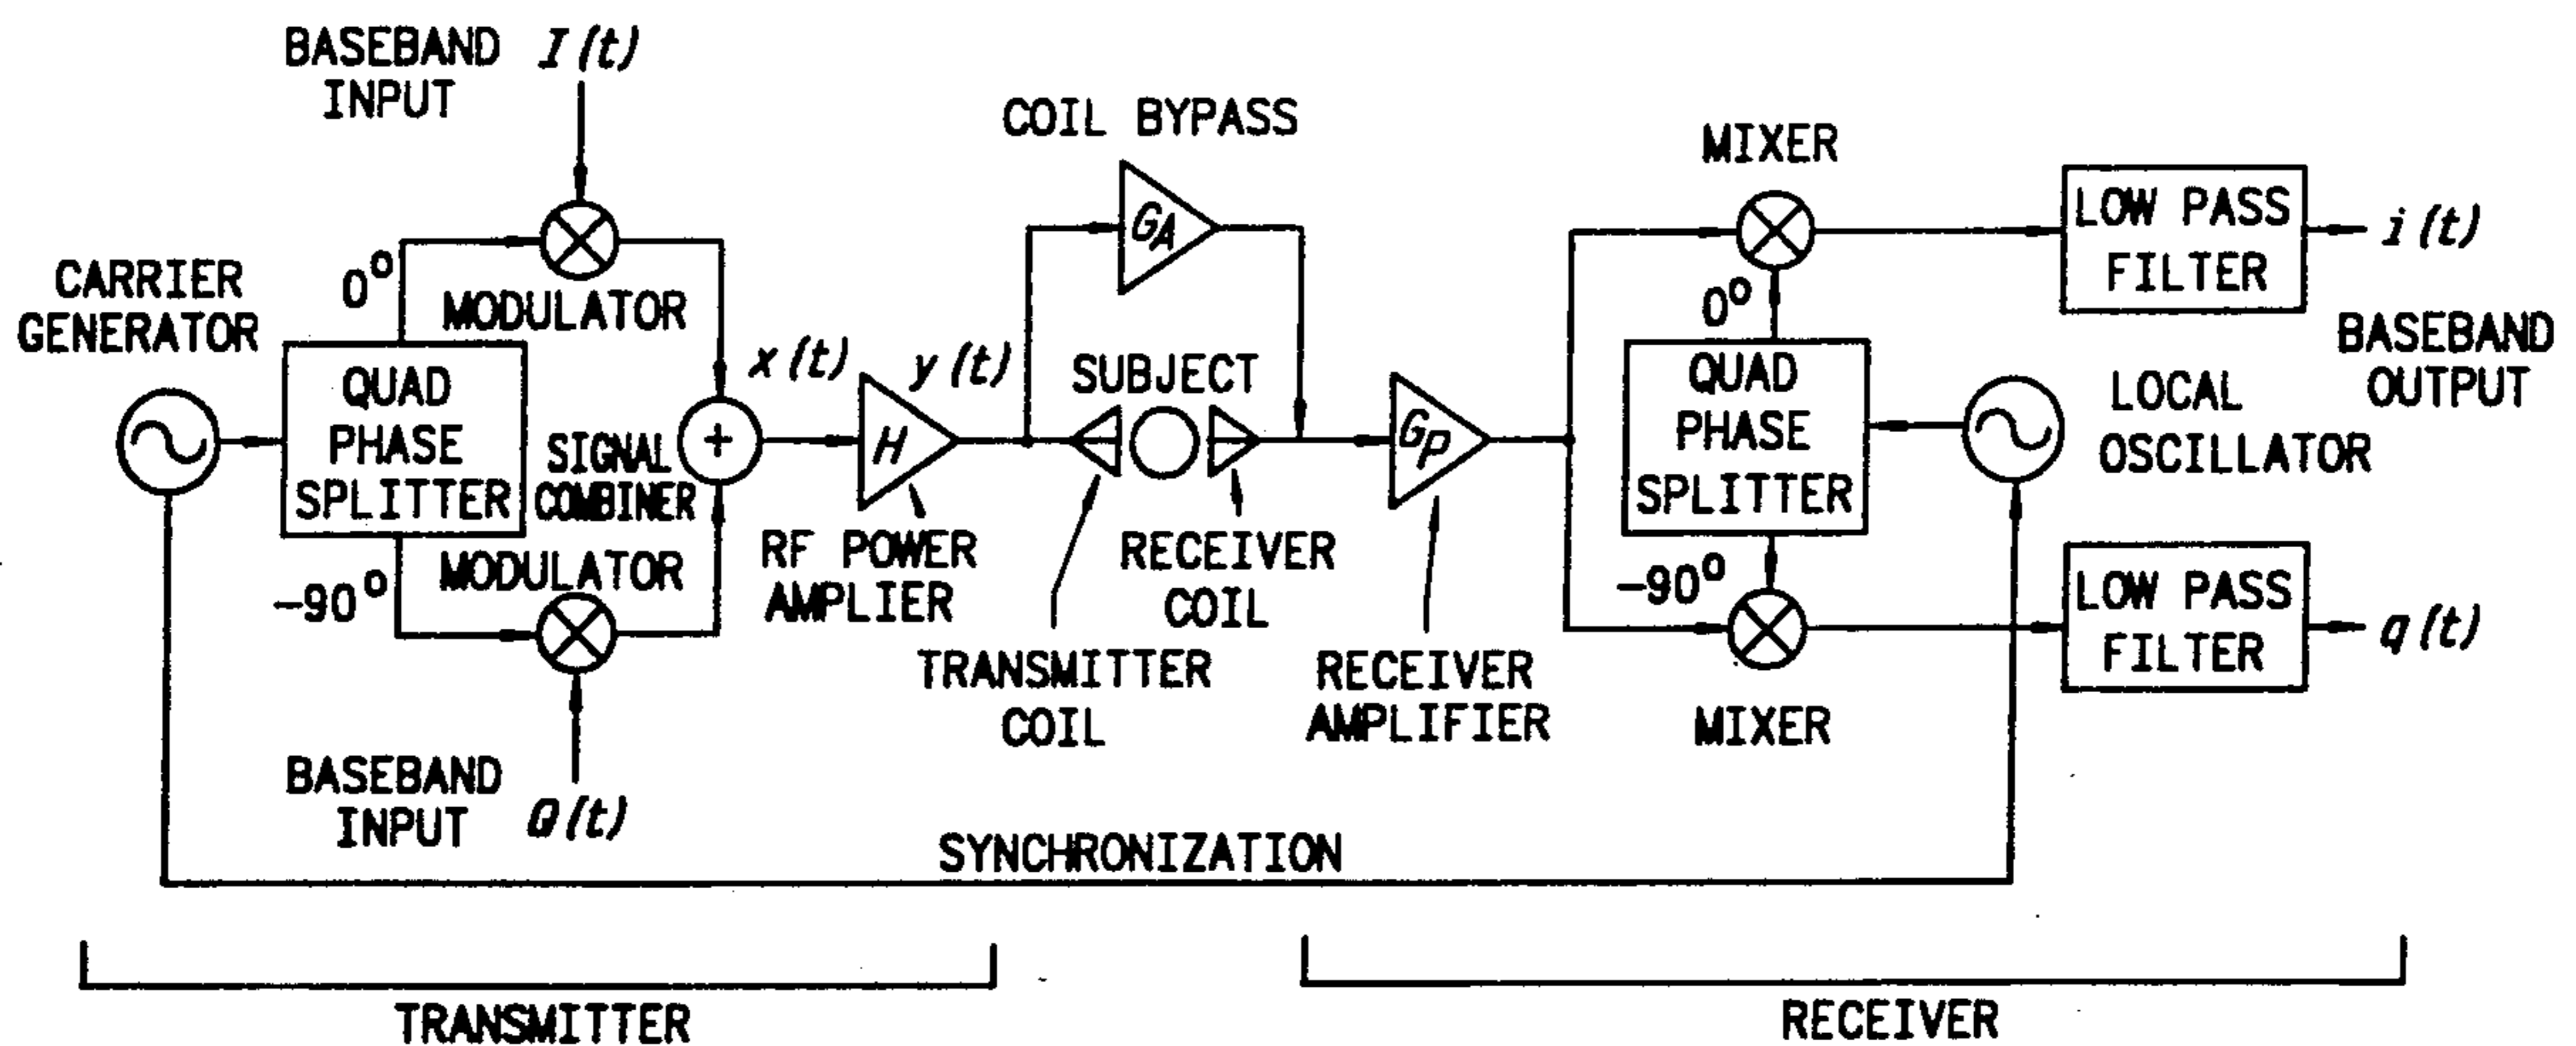 BASEBAND
INPUT
I(t)
COIL BYPASS
MIXER
LOW PASS
FILTER
i(t)
GA
CARRIER
GENERATOR
0°
MODULATOR
0°
BASEBAND
OUTPUT
QUAD
PHASE
SPLITTER
SIGNAL
COMBINER
+
x(t)
H
y(t)
SUBJECT
GP
QUAD
PHASE
SPLITTER
LOCAL
OSCILLATOR
-90°
MODULATOR
RF POWER
AMPLIER
RECEIVER
COIL
-90°
LOW PASS
FILTER
q(t)
TRANSMITTER
COIL
RECEIVER
AMPLIFIER
MIXER
BASEBAND
INPUT
Q(t)
SYNCHRONIZATION
TRANSMITTER
RECEIVER